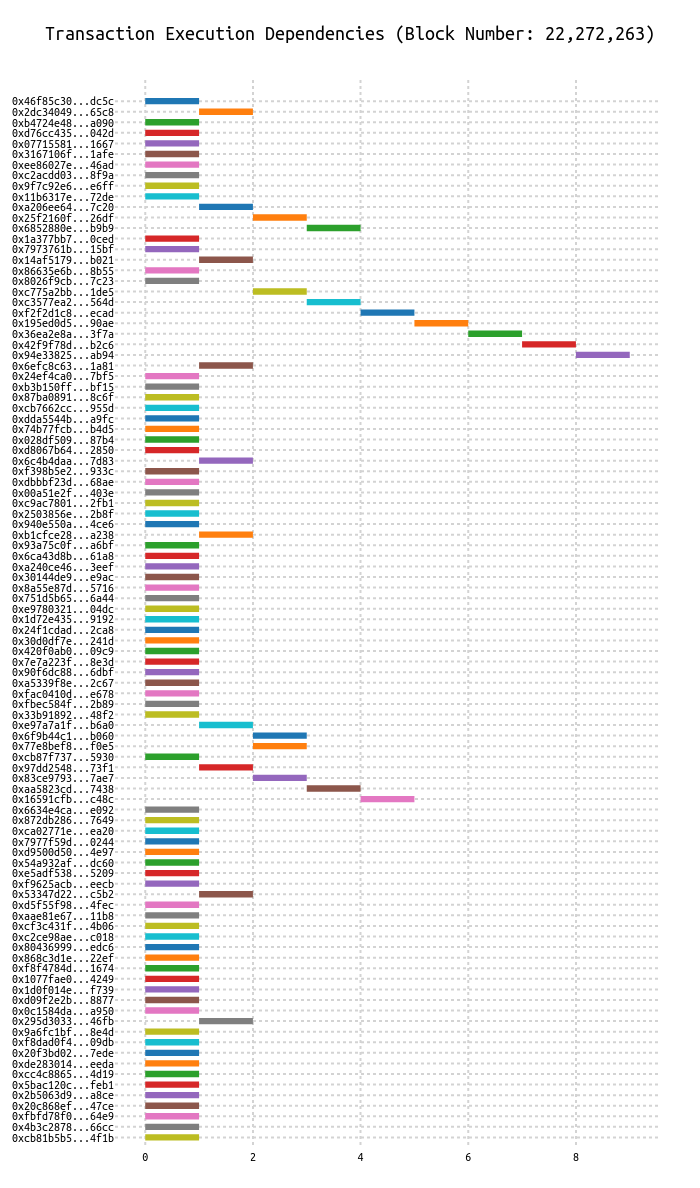 Transaction Execution Dependencies (Block Number: 22,272,263)
0x46f85c30...dc5c
0x2dc34049...65c8
0xb4724e48...a090
0xd76cc435...042d
0x07715581...1667
0x3167106f...1afe
0xee86027e...46ad
0xc2acdd03...8f9a
0x9f7c92e6...e6ff
0x11b6317e...72de
0xa206ee64...7c20
0x25f2160f...26df
0x6852880e...b9b9
0x1a377bb7...0ced
0x7973761b...15bf
0x14af5179...b021
0x86635e6b...8b55
0x8026f9cb...7c23
0xc775a2bb...1de5
0xc3577ea2...564d
0xf2f2d1c8...ecad
0x195ed0d5...90ae
0x36ea2e8a...3f7a
0x42f9f78d...b2c6
0x94e33825...ab94
0x6efc8c63...1a81
0x24ef4ca0...7bf5
0xb3b150ff...bf15
0x87ba0891...8c6f
0xcb7662cc...955d
0xdda5544b...a9fc
0x74b77fcb...b4d5
0x028df509...87b4
0xd8067b64...2850
0x6c4b4daa...7d83
0xf398b5e2...933c
0xdbbbf23d...68ae
0x00a51e2f...403e
0xc9ac7801...2fb1
0x2503856e...2b8f
0x940e550a...4ce6
0xb1cfce28...a238
0x93a75c0f...a6bf
0x6ca43d8b...61a8
0xa240ce46...3eef
0x30144de9...e9ac
0x8a55e87d...5716
0x751d5b65...6a44
0xe9780321...04dc
0x1d72e435...9192
0x24f1cdad...2ca8
0x30d0df7e...241d
0x420f0ab0...09c9
0x7e7a223f...8e3d
0x90f6dc88...6dbf
0xa5339f8e...2c67
0xfac0410d...e678
0xfbec584f...2b89
0x33b91892...48f2
0xe97a7a1f...b6a0
0x6f9b44c1...b060
0x77e8bef8...f0e5
0xcb87f737...5930
0x97dd2548...73f1
0x83ce9793...7ae7
0xaa5823cd...7438
0x16591cfb...c48c
0x6634e4ca...e092
0x872db286...7649
0xca02771e...ea20
0x7977f59d...0244
0xd9500d50...4e97
0x54a932af...dc60
0xe5adf538...5209
0xf9625acb...eecb
0x53347d22...c5b2
0xd5f55f98...4fec
0xaae81e67...11b8
0xcf3c431f...4b06
0xc2ce98ae...c018
0x80436999...edc6
0x868c3d1e...22ef
0xf8f4784d...1674
0x1077fae0...4249
0x1d0f014e...f739
0xd09f2e2b...8877
0x0c1584da...a950
0x295d3033...46fb
0x9a6fc1bf...8e4d
0xf8dad0f4...09db
0x20f3bd02...7ede
0xde283014...eeda
0xcc4c8865...4d19
0x5bac120c...feb1
0x2b5063d9...a8ce
0x20c868ef...47ce
0xfbfd78f0...64e9
0x4b3c2878...66cc
0xcb81b5b5...4f1b
0 2 4 6 8